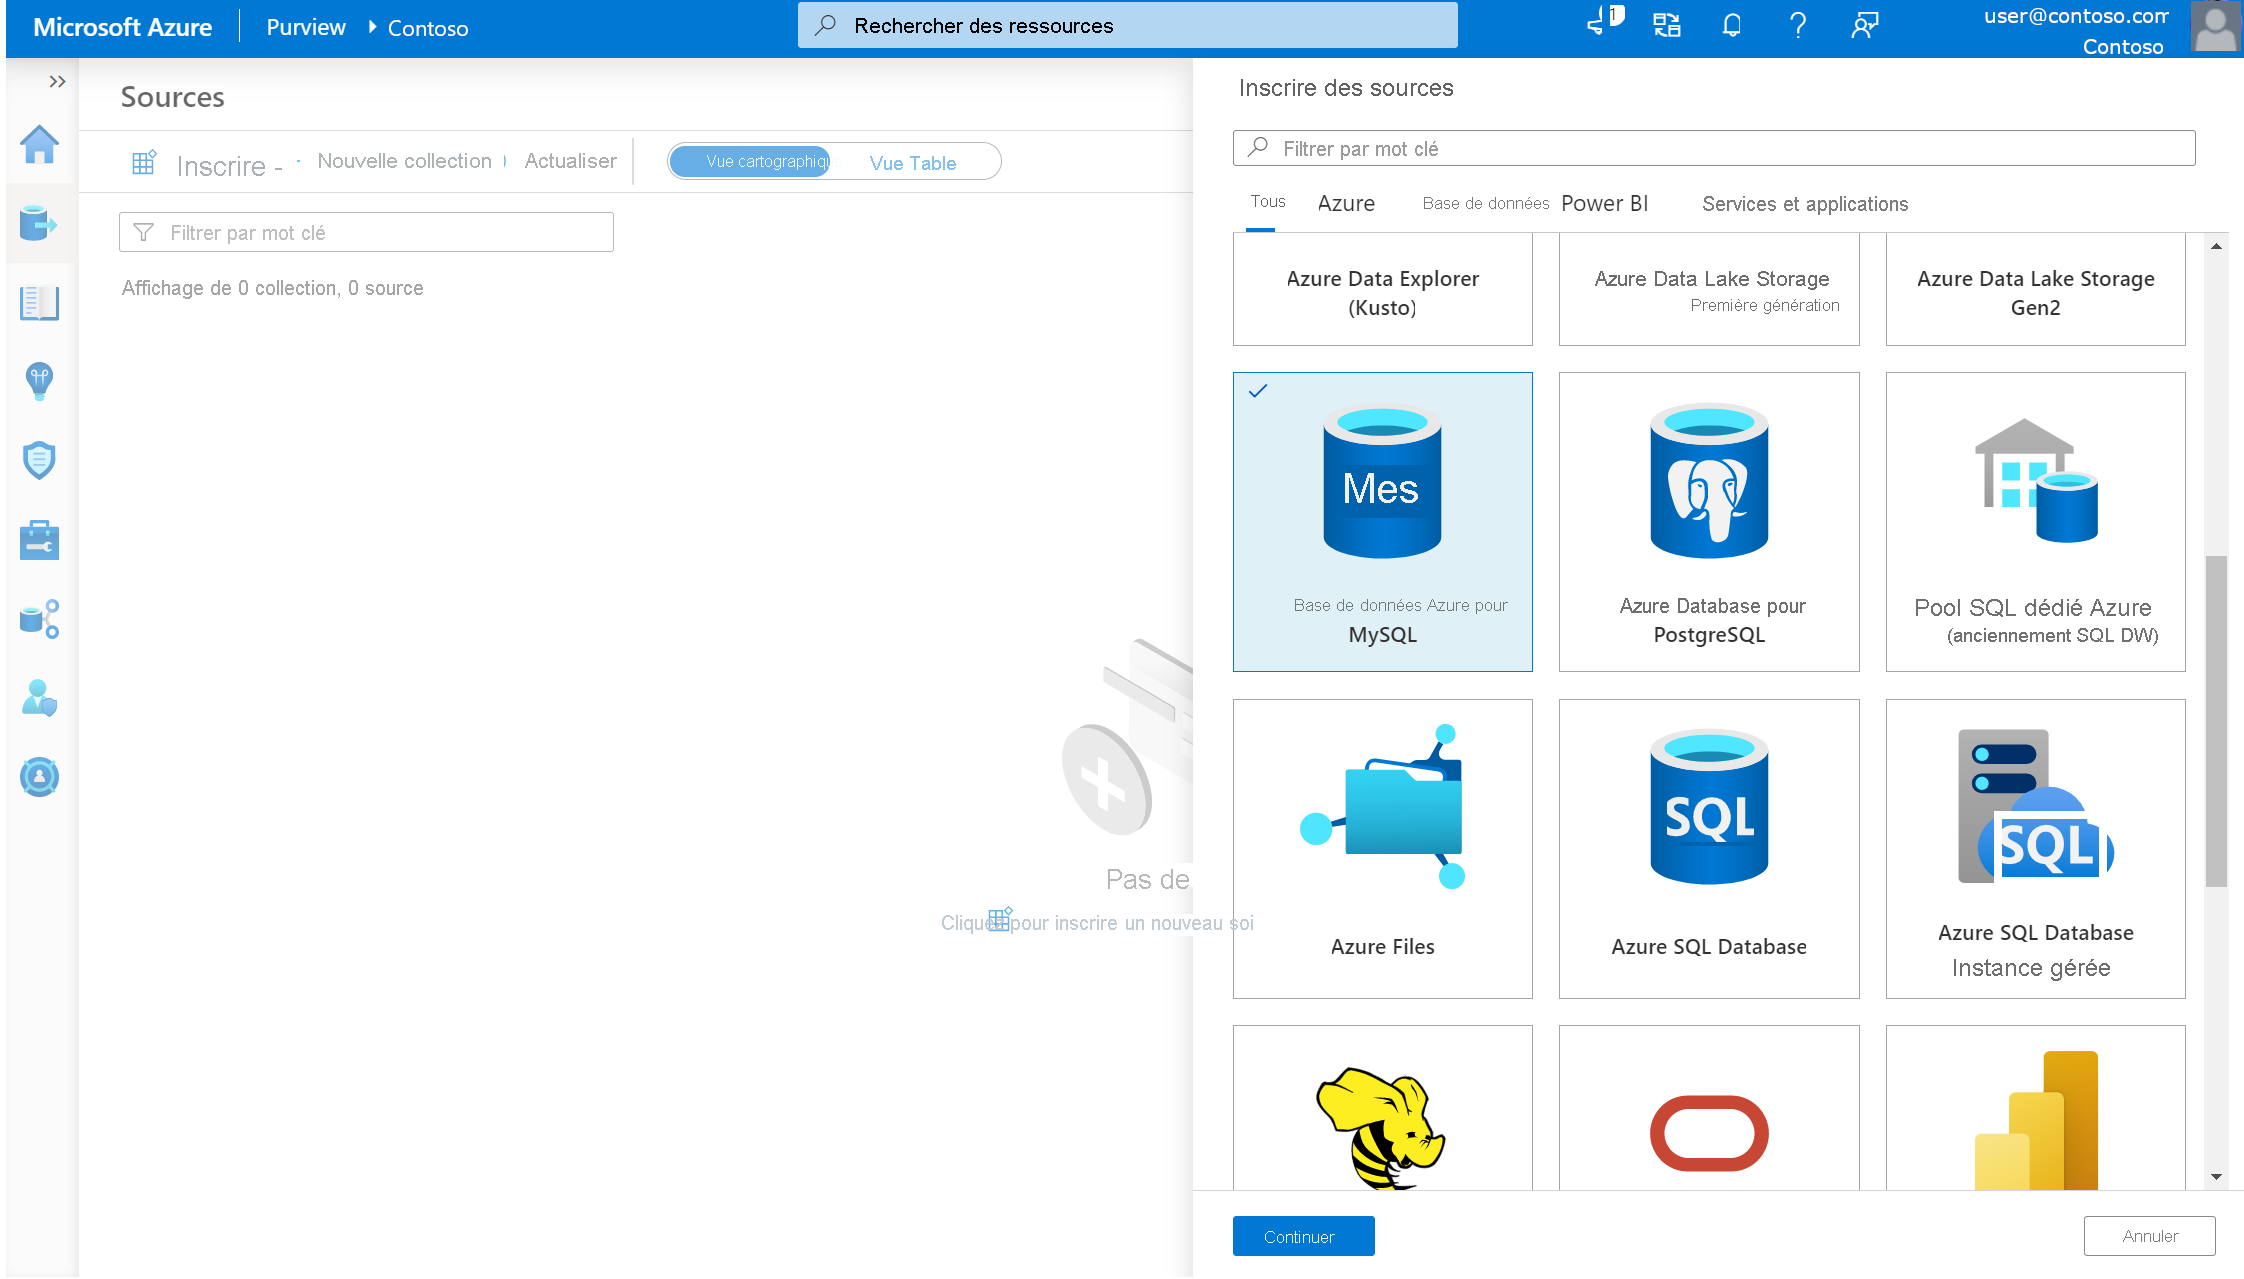 Microsoft Azure
Purview
Contoso
Rechercher des ressources
1
user@contoso.com
Contoso
Sources
Inscrire -
Nouvelle collection
Actualiser
Vue cartographiqu
Vue Table
Filtrer par mot clé
Affichage de 0 collection, 0 source
Pas de
Cliquez pour inscrire un nouveau soi
Inscrire des sources
Filtrer par mot clé
Tous
Azure
Base de données
Power BI
Services et applications
Azure Data Explorer
(Kusto)
Azure Data Lake Storage
Première génération
Azure Data Lake Storage
Gen2
Mes
Base de données Azure pour
MySQL
Azure Database pour
PostgreSQL
Pool SQL dédié Azure
(anciennement SQL DW)
Azure Files
SQL
Azure SQL Database
SQL
Azure SQL Database
Instance gérée
Continuer
Annuler